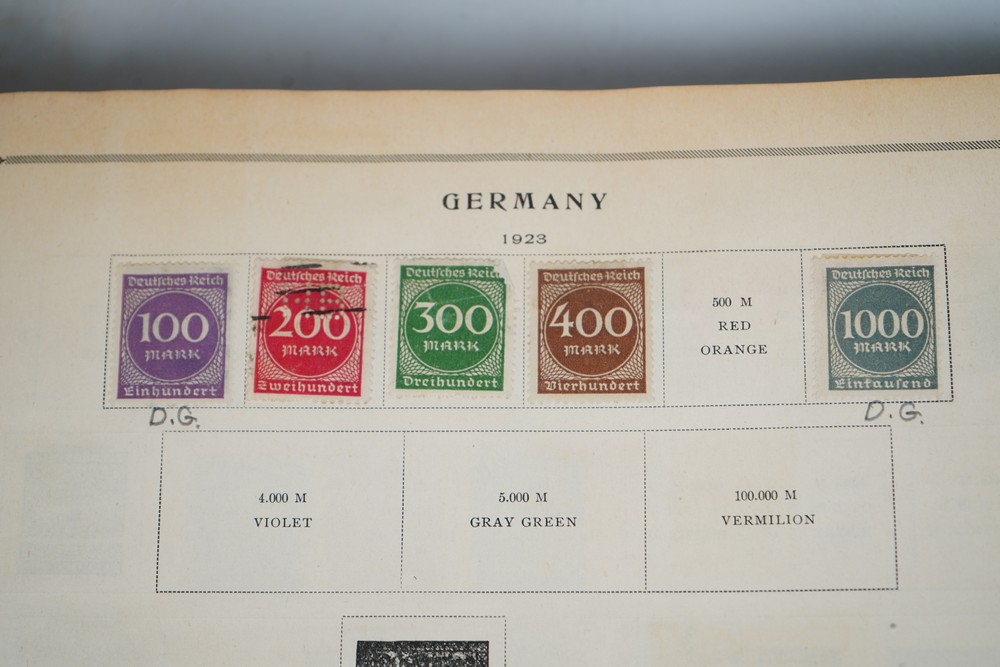 GERMANY
1923
Deutsches Reich
100
MARK
Einhundert
Deutsches Reich
200
MARK
Zweihundert
Deutsches Reich
300
MARK
Dreihundert
Deutsches Reich
400
MARK
Vierhundert
500 M
RED
ORANGE
Deutsches Reich
1000
MARK
Eintausend
D.G.
D.G.
4.000 M
VIOLET
5.000 M
GRAY GREEN
100.000 M
VERMILION